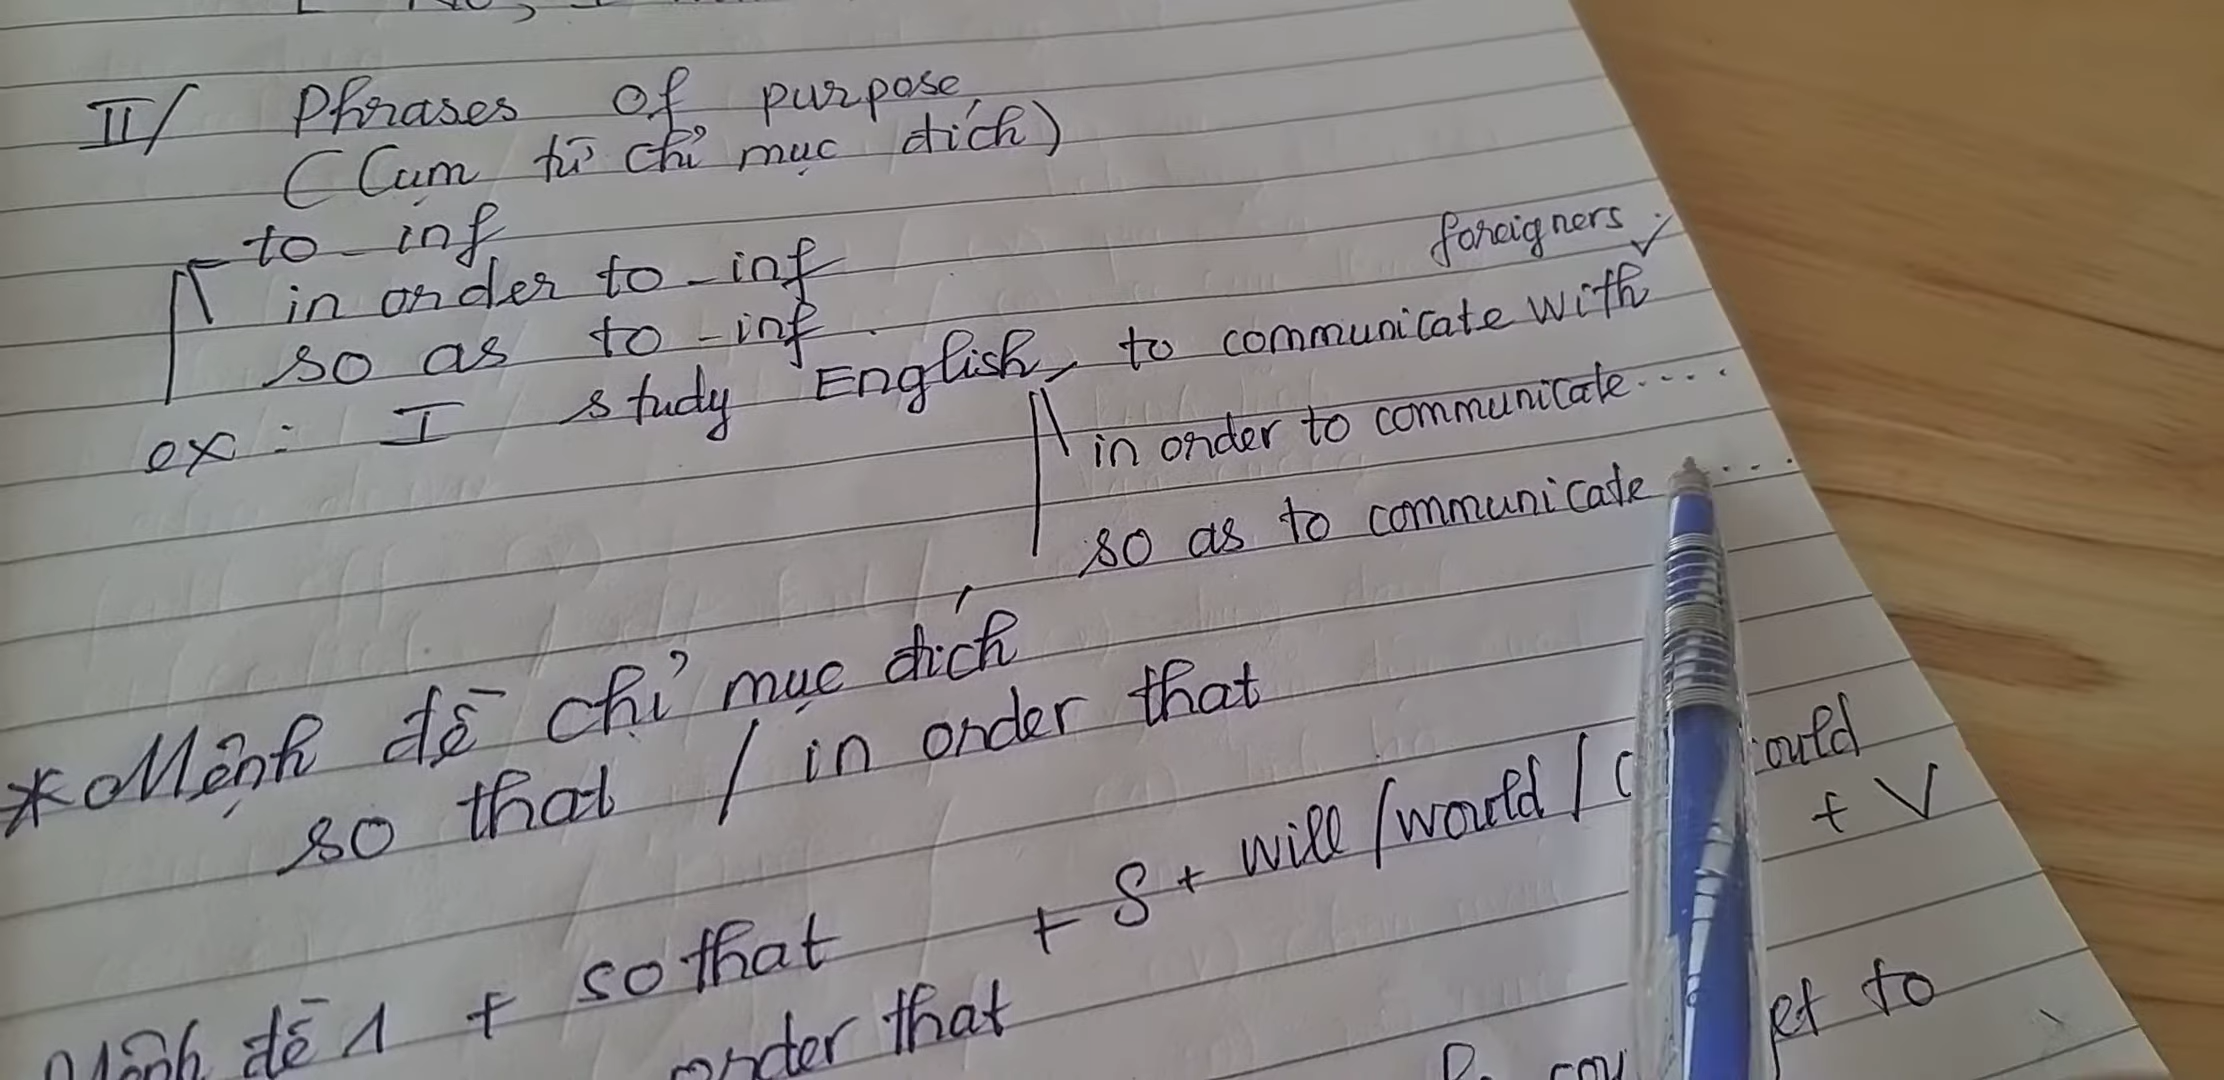 II/ Phrases of purpose
(Cụm từ chỉ mục đích)
to inf
in order to - inf
so as to - inf
foreigners
ex: I study English, to communicate with
in order to communicate....
so as to communicate ....
* Mệnh đề chỉ mục đích
so that / in order that
Mệnh đề 1 + so that + S + will / would / ould + V
order that
et to